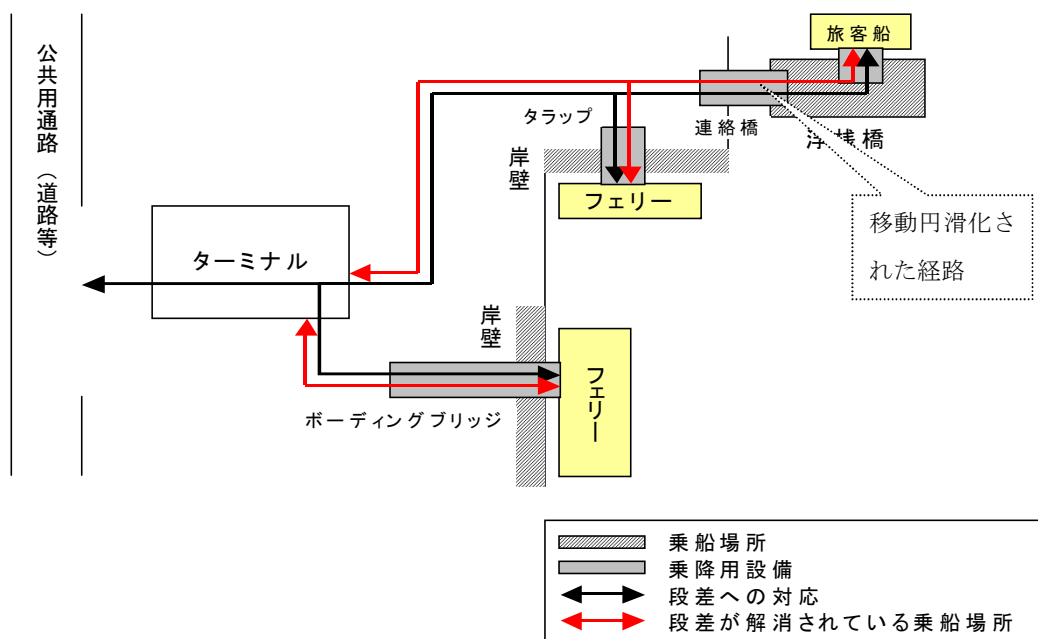 公共用通路（道路等）
旅客船
タラップ
連絡橋
浮桟橋
岸壁
フェリー
移動円滑化さ
れた経路
ターミナル
岸壁
フェリー
ボーディングブリッジ
乗船場所
乗降用設備
段差への対応
段差が解消されている乗船場所